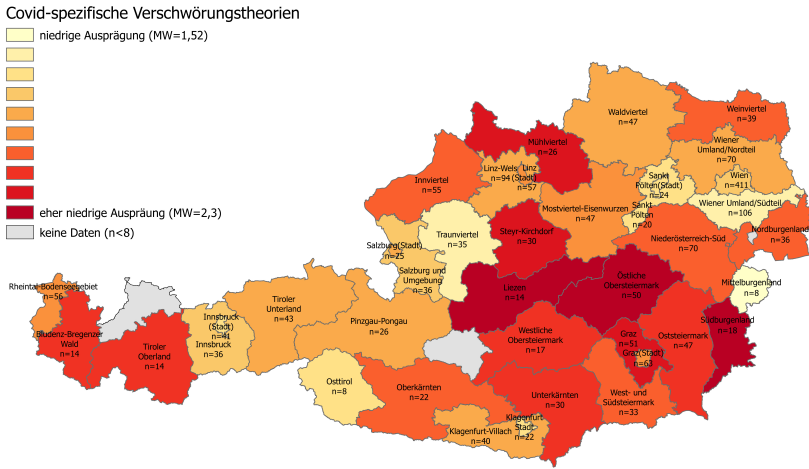 Covid-spezifische Verschwörungstheorien
niedrige Ausprägung (MW=1,52)
eher niedrige Auspräung (MW=2,3)
keine Daten (n<8)
Waldviertel
n=47
Weinviertel
n=39
Mühlviertel
n=26
Wiener
Umland/Nordteil
n=70
Linz-Wels
n=94
Linz
(Stadt)
n=57
Innviertel
n=55
Sankt
Pölten(Stadt)
n=24
Wien
n=411
Mostviertel-Eisenwurzen
n=47
Sankt
Pölten
n=20
Wiener Umland/Südteil
n=106
Traunviertel
n=35
Steyr-Kirchdorf
n=30
Nordburgenland
n=36
Niederösterreich-Süd
n=70
Salzburg(Stadt)
n=25
Salzburg und
Umgebung
n=36
Liezen
n=14
Östliche
Obersteiermark
n=50
Mittelburgenland
n=8
Rheintal-Bodenseegebiet
n=56
Tiroler
Unterland
n=43
Innsbruck
(Stadt)
n=41
Innsbruck
n=36
Pinzgau-Pongau
n=26
Südburgenland
n=18
Bludenz-Bregenzer
Wald
n=14
Tiroler
Oberland
n=14
Westliche
Obersteiermark
n=17
Graz
n=51
Graz(Stadt)
n=63
Oststeiermark
n=47
Osttirol
n=8
Oberkärnten
n=22
Unterkärnten
n=30
West- und
Südsteiermark
n=33
Klagenfurt-Villach
n=40
Klagenfurt
Stadt
n=22